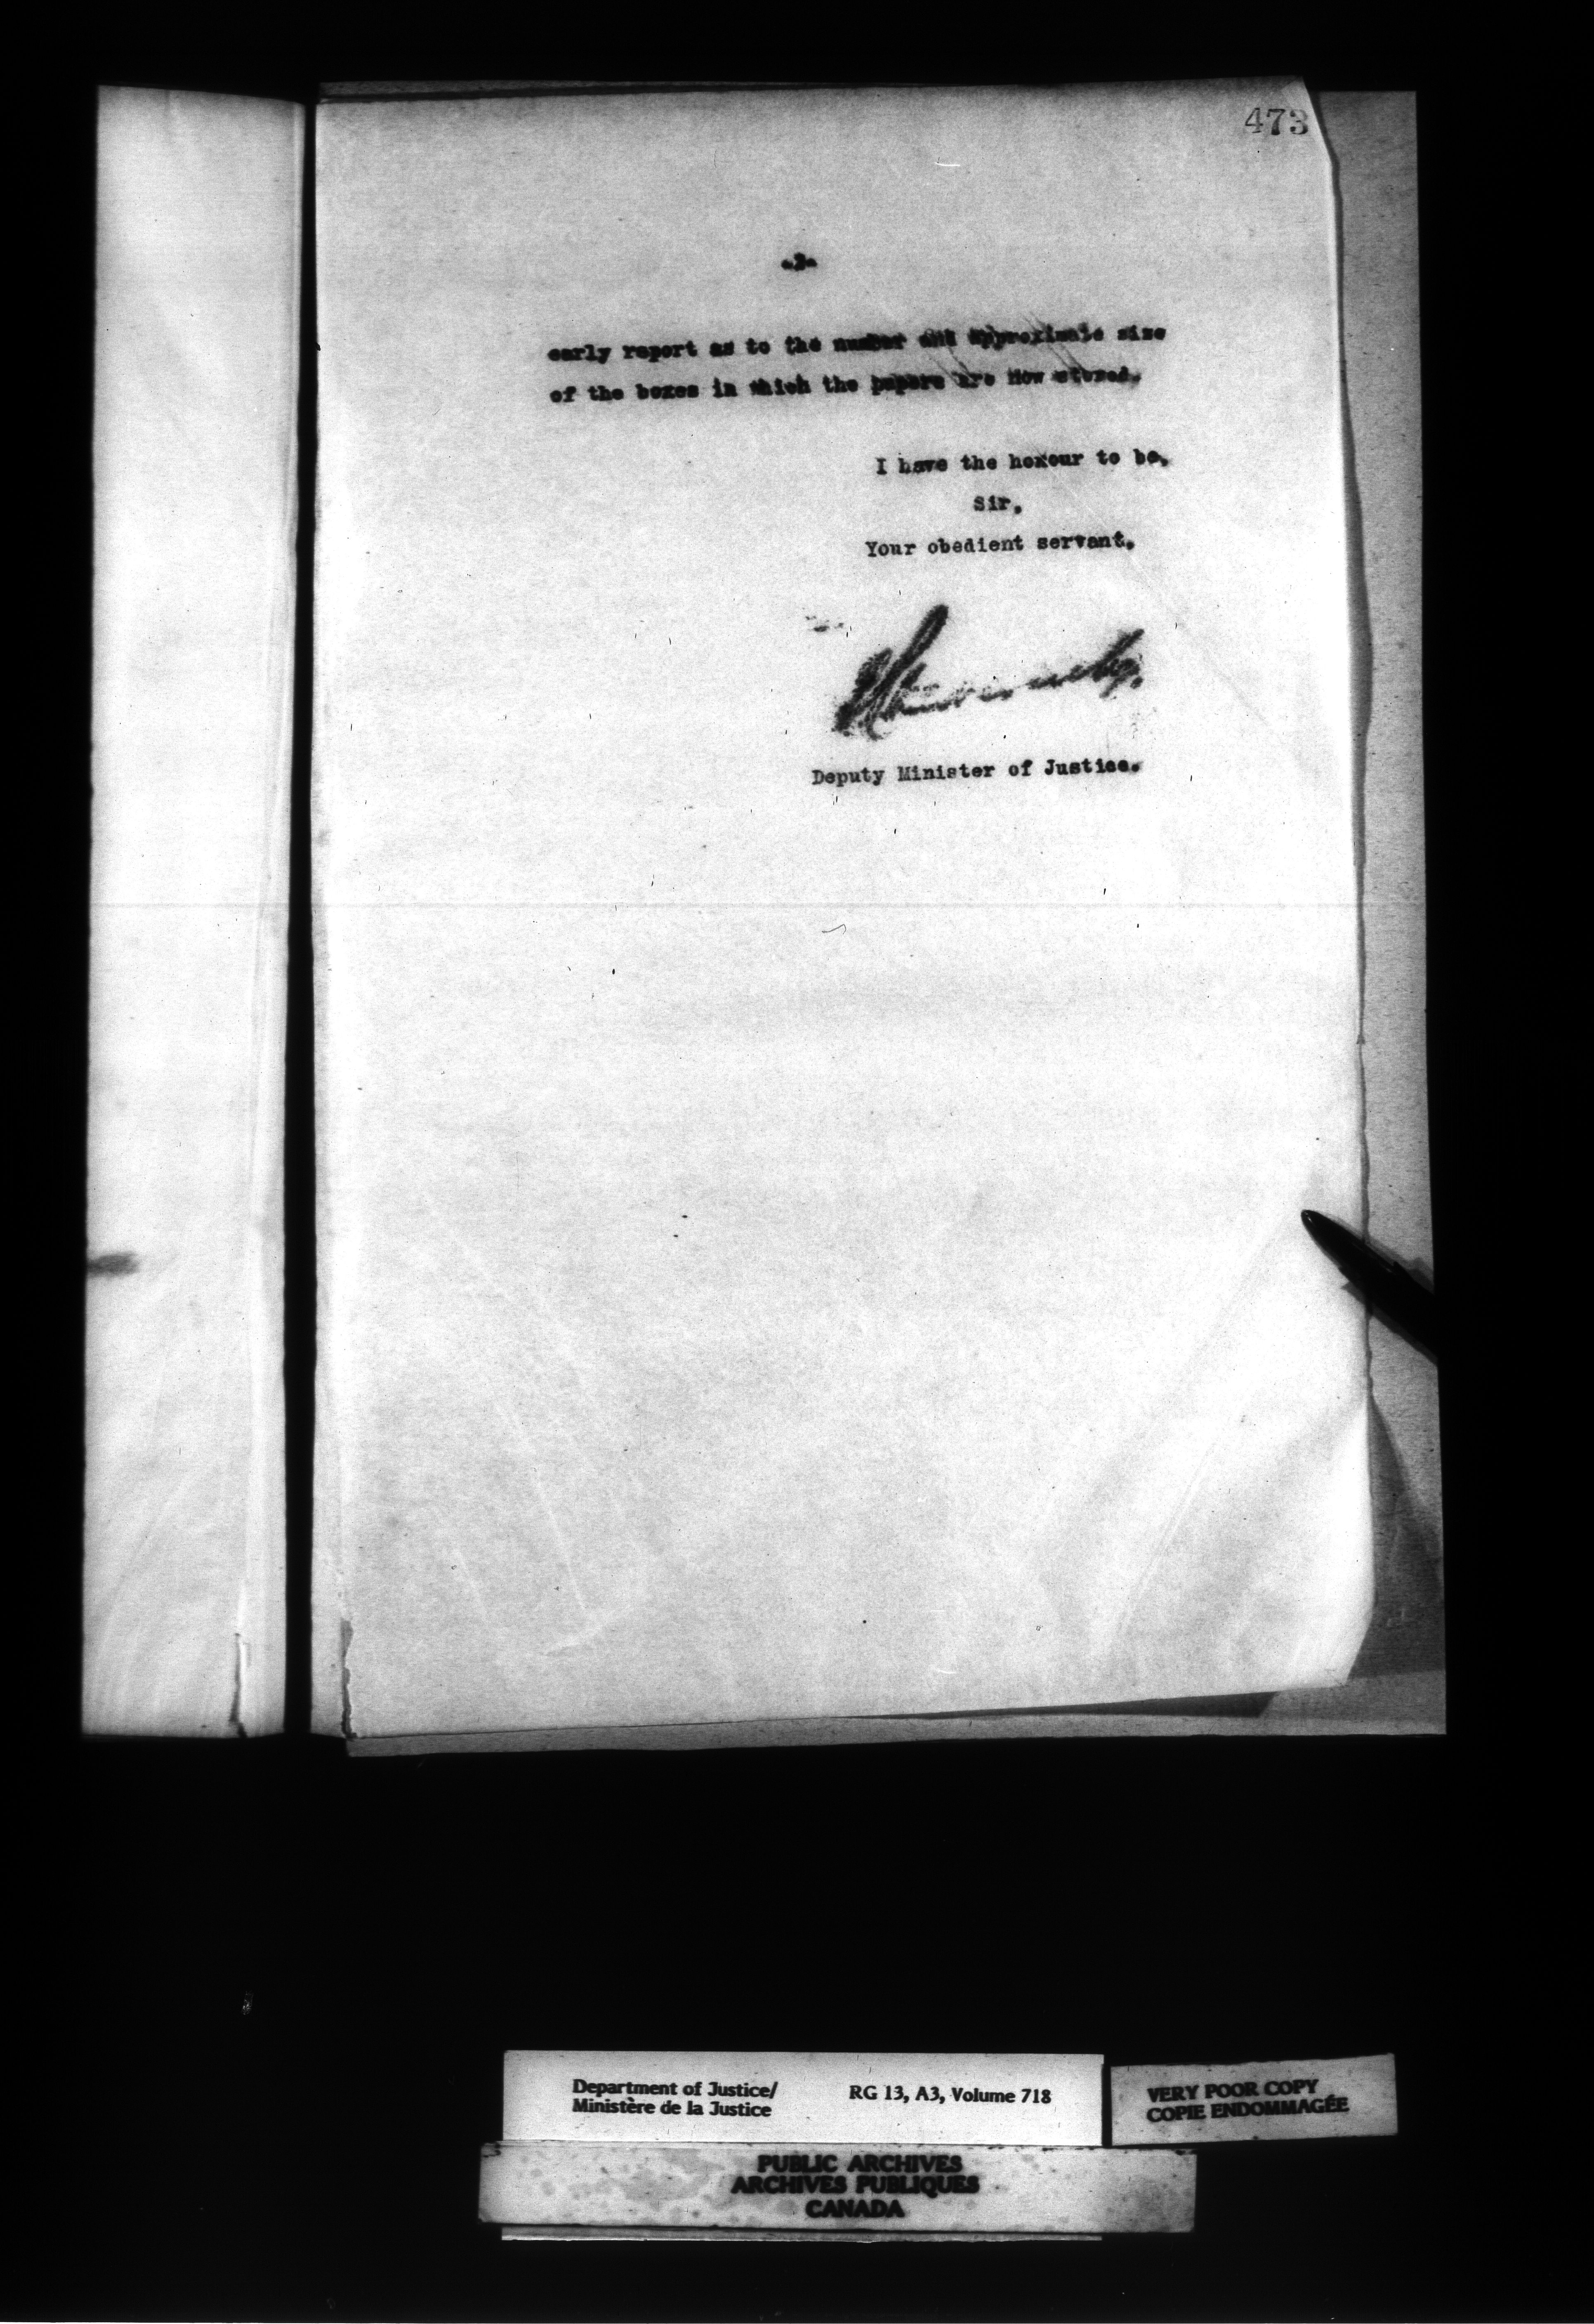 473
-2-
early report as to the number and approximate size
of the boxes in which the papers are now stored.
I have the honour to be,
Sir,
Your obedient servant,
Deputy Minister of Justice.
Department of Justice/
Ministère de la Justice
RG 13, A3, Volume 718
VERY POOR COPY
COPIE ENDOMMAGÉE
PUBLIC ARCHIVES
ARCHIVES PUBLIQUES
CANADA